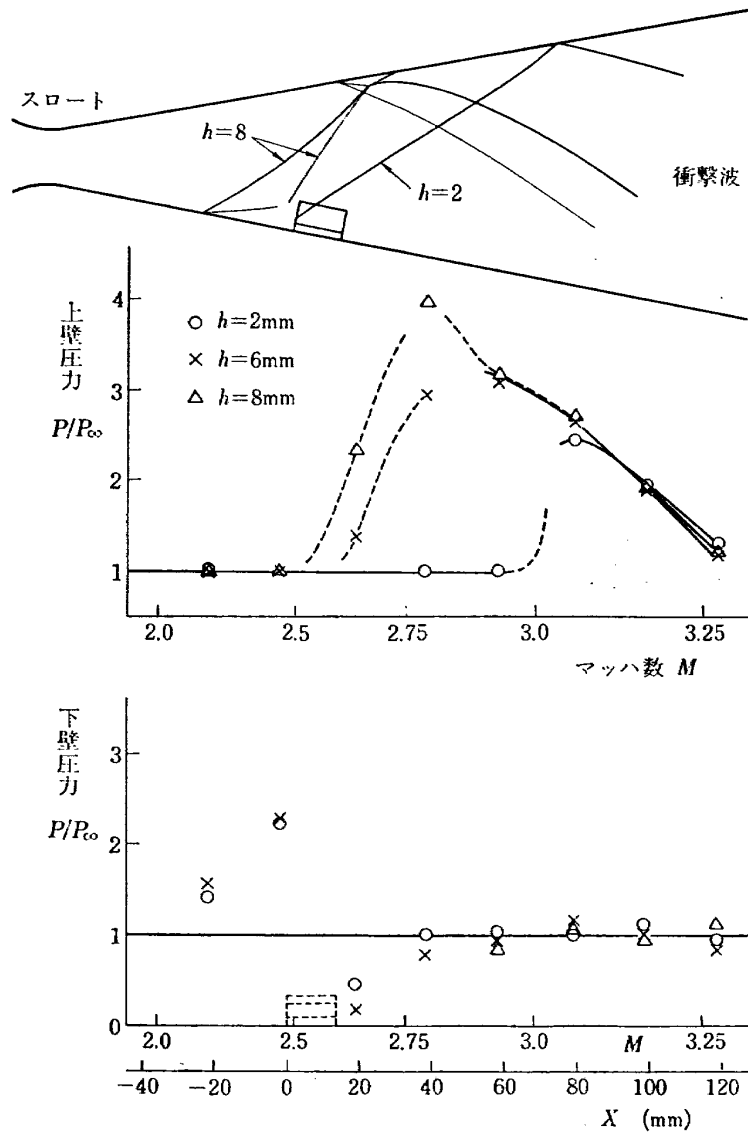 スロート
h=8
h=2
衝撃波
上壁圧力
P/P∞
4
3
2
1
○ h=2mm
× h=6mm
△ h=8mm
2.0 2.5 2.75 3.0 3.25
マッハ数 M
下壁圧力
P/P∞
3
2
1
0
2.0 2.5 2.75 3.0 M 3.25
-40 -20 0 20 40 60 80 100 120
X (mm)